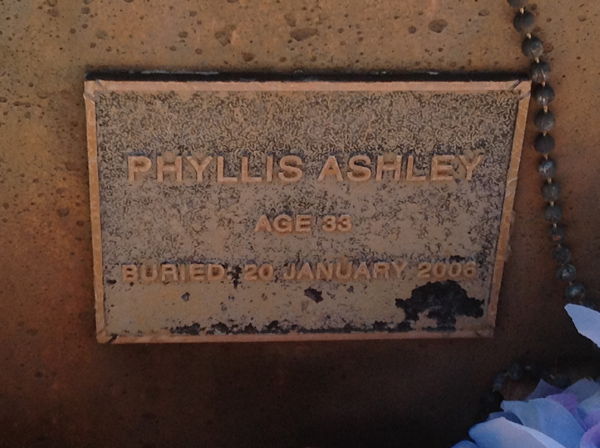 PHYLLIS ASHLEY
AGE 33
BURIED: 20 JANUARY 2006